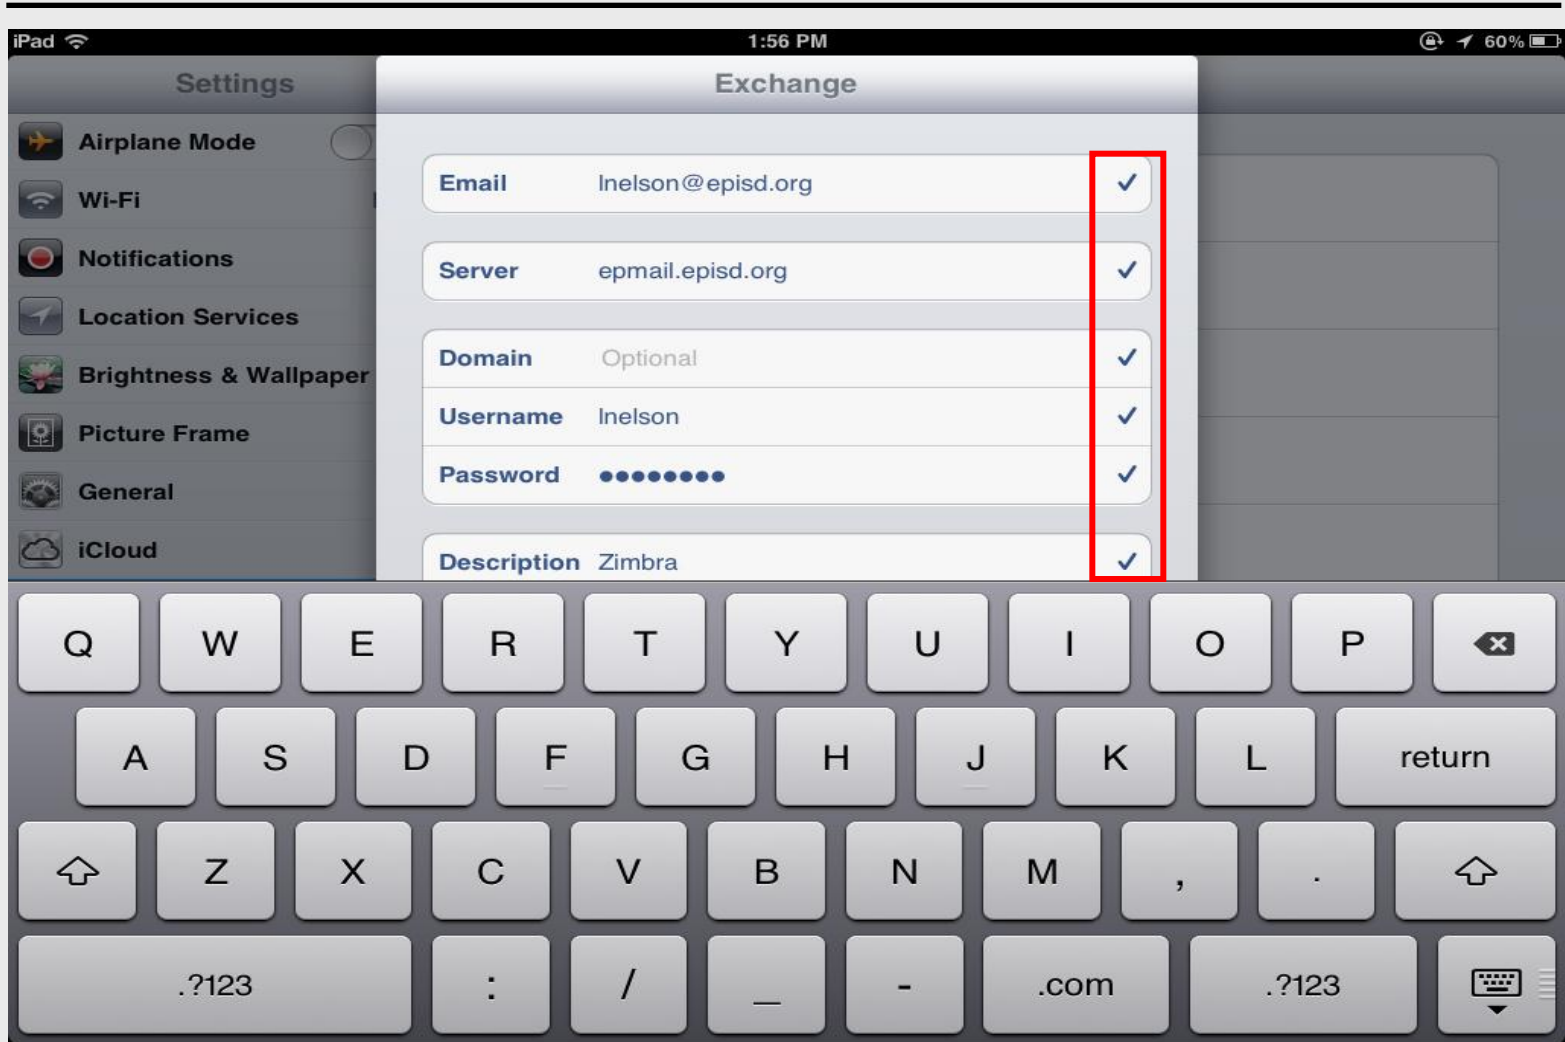 iPad
1:56 PM
60%
Settings
Exchange
Airplane Mode
Wi-Fi
Notifications
Location Services
Brightness & Wallpaper
Picture Frame
General
iCloud
Email lnelson@episd.org
Server epmail.episd.org
Domain Optional
Username lnelson
Password ••••••••
Description Zimbra
Q W E R T Y U I O P
A S D F G H J K L return
Z X C V B N M , .
.?123 : / _ - .com .?123